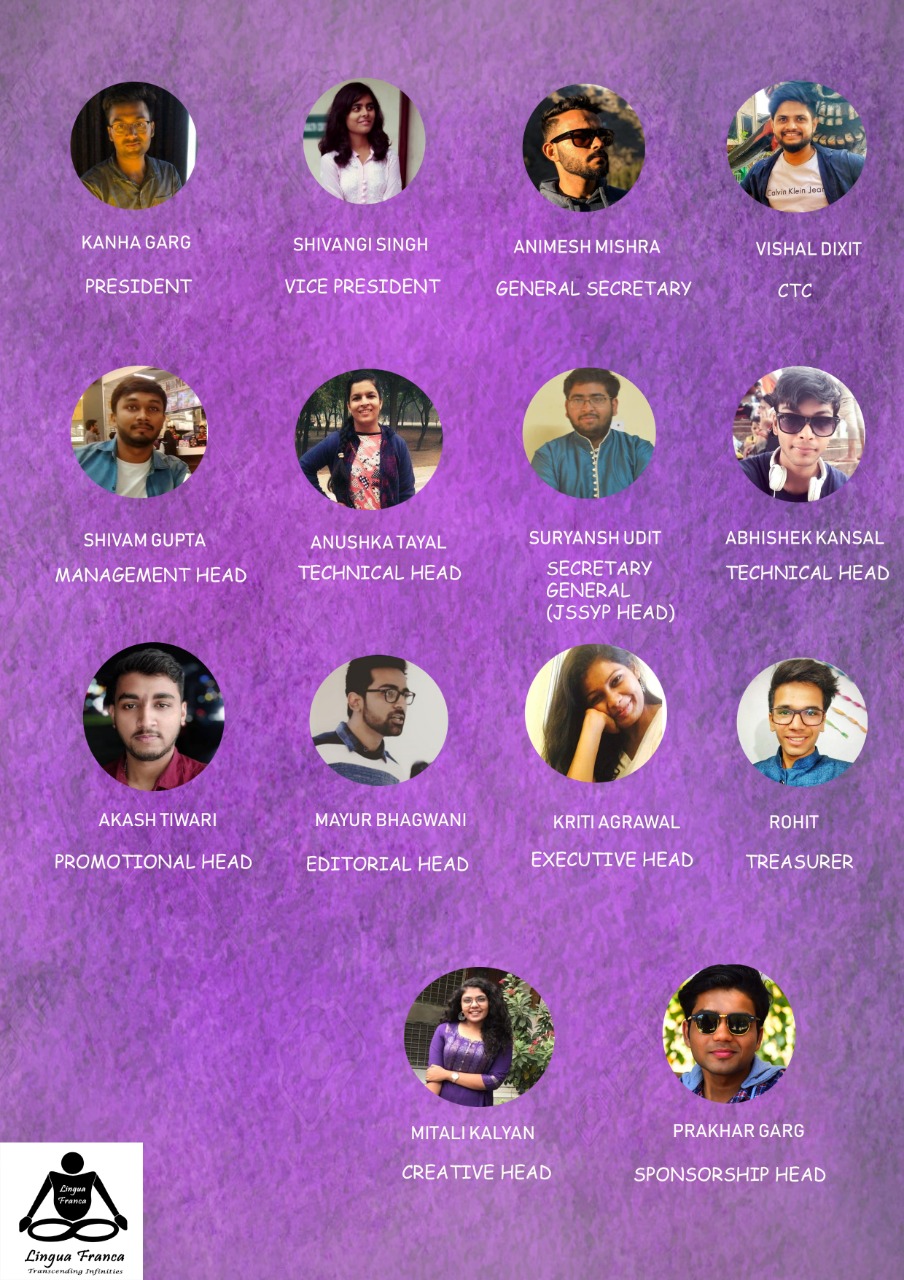 Calvin Klein Jean
KANHA GARG
SHIVANGI SINGH
ANIMESH MISHRA
VISHAL DIXIT
PRESIDENT
VICE PRESIDENT
GENERAL SECRETARY
CTC
SHIVAM GUPTA
ANUSHKA TAYAL
SURYANSH UDIT
ABHISHEK KANSAL
MANAGEMENT HEAD
TECHNICAL HEAD
SECRETARY
GENERAL
(JSSYP HEAD)
TECHNICAL HEAD
AKASH TIWARI
MAYUR BHAGWANI
KRITI AGRAWAL
ROHIT
PROMOTIONAL HEAD
EDITORIAL HEAD
EXECUTIVE HEAD
TREASURER
MITALI KALYAN
PRAKHAR GARG
CREATIVE HEAD
SPONSORSHIP HEAD
Lingua
Franca
Lingua Franca
Transcending Infinities